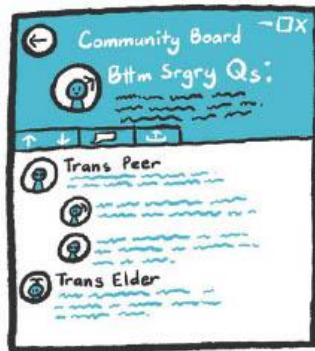 Community Board
Bttm Srgry Qs:
Trans Peer
Trans Elder